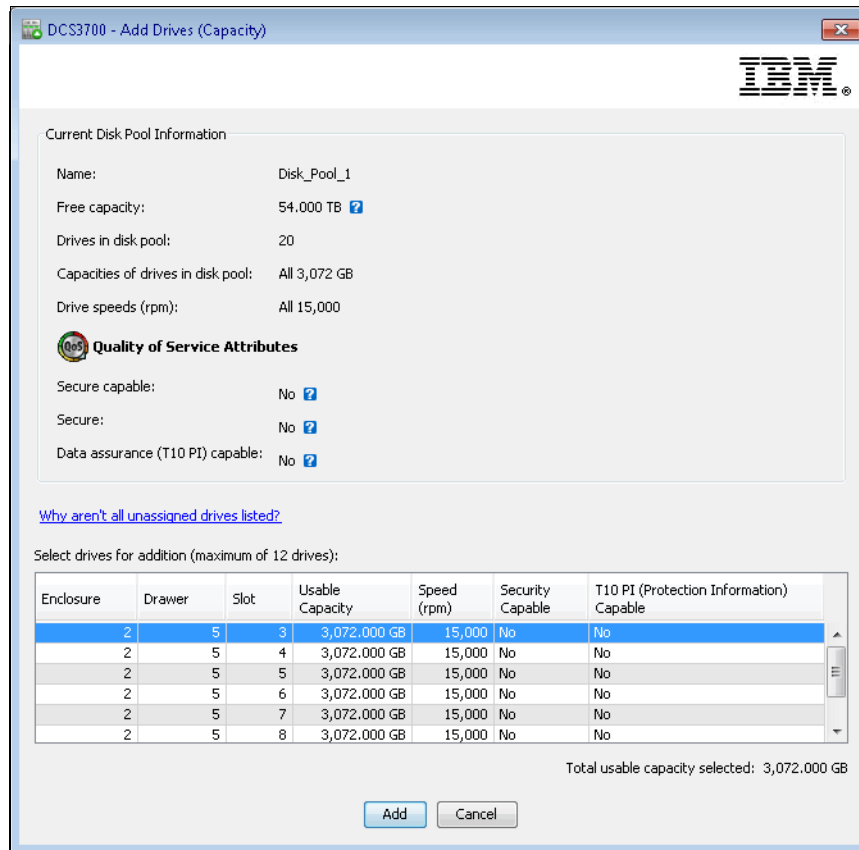 DCS3700 - Add Drives (Capacity)
IBM®
Current Disk Pool Information
Name: Disk_Pool_1
Free capacity: 54.000 TB ?
Drives in disk pool: 20
Capacities of drives in disk pool: All 3,072 GB
Drive speeds (rpm): All 15,000
QoS Quality of Service Attributes
Secure capable: No ?
Secure: No ?
Data assurance (T10 PI) capable: No ?
Why aren't all unassigned drives listed?
Select drives for addition (maximum of 12 drives):
Enclosure Drawer Slot Usable Capacity Speed (rpm) Security Capable T10 PI (Protection Information) Capable
2 5 3 3,072.000 GB 15,000 No No
2 5 4 3,072.000 GB 15,000 No No
2 5 5 3,072.000 GB 15,000 No No
2 5 6 3,072.000 GB 15,000 No No
2 5 7 3,072.000 GB 15,000 No No
2 5 8 3,072.000 GB 15,000 No No
Total usable capacity selected: 3,072.000 GB
Add Cancel